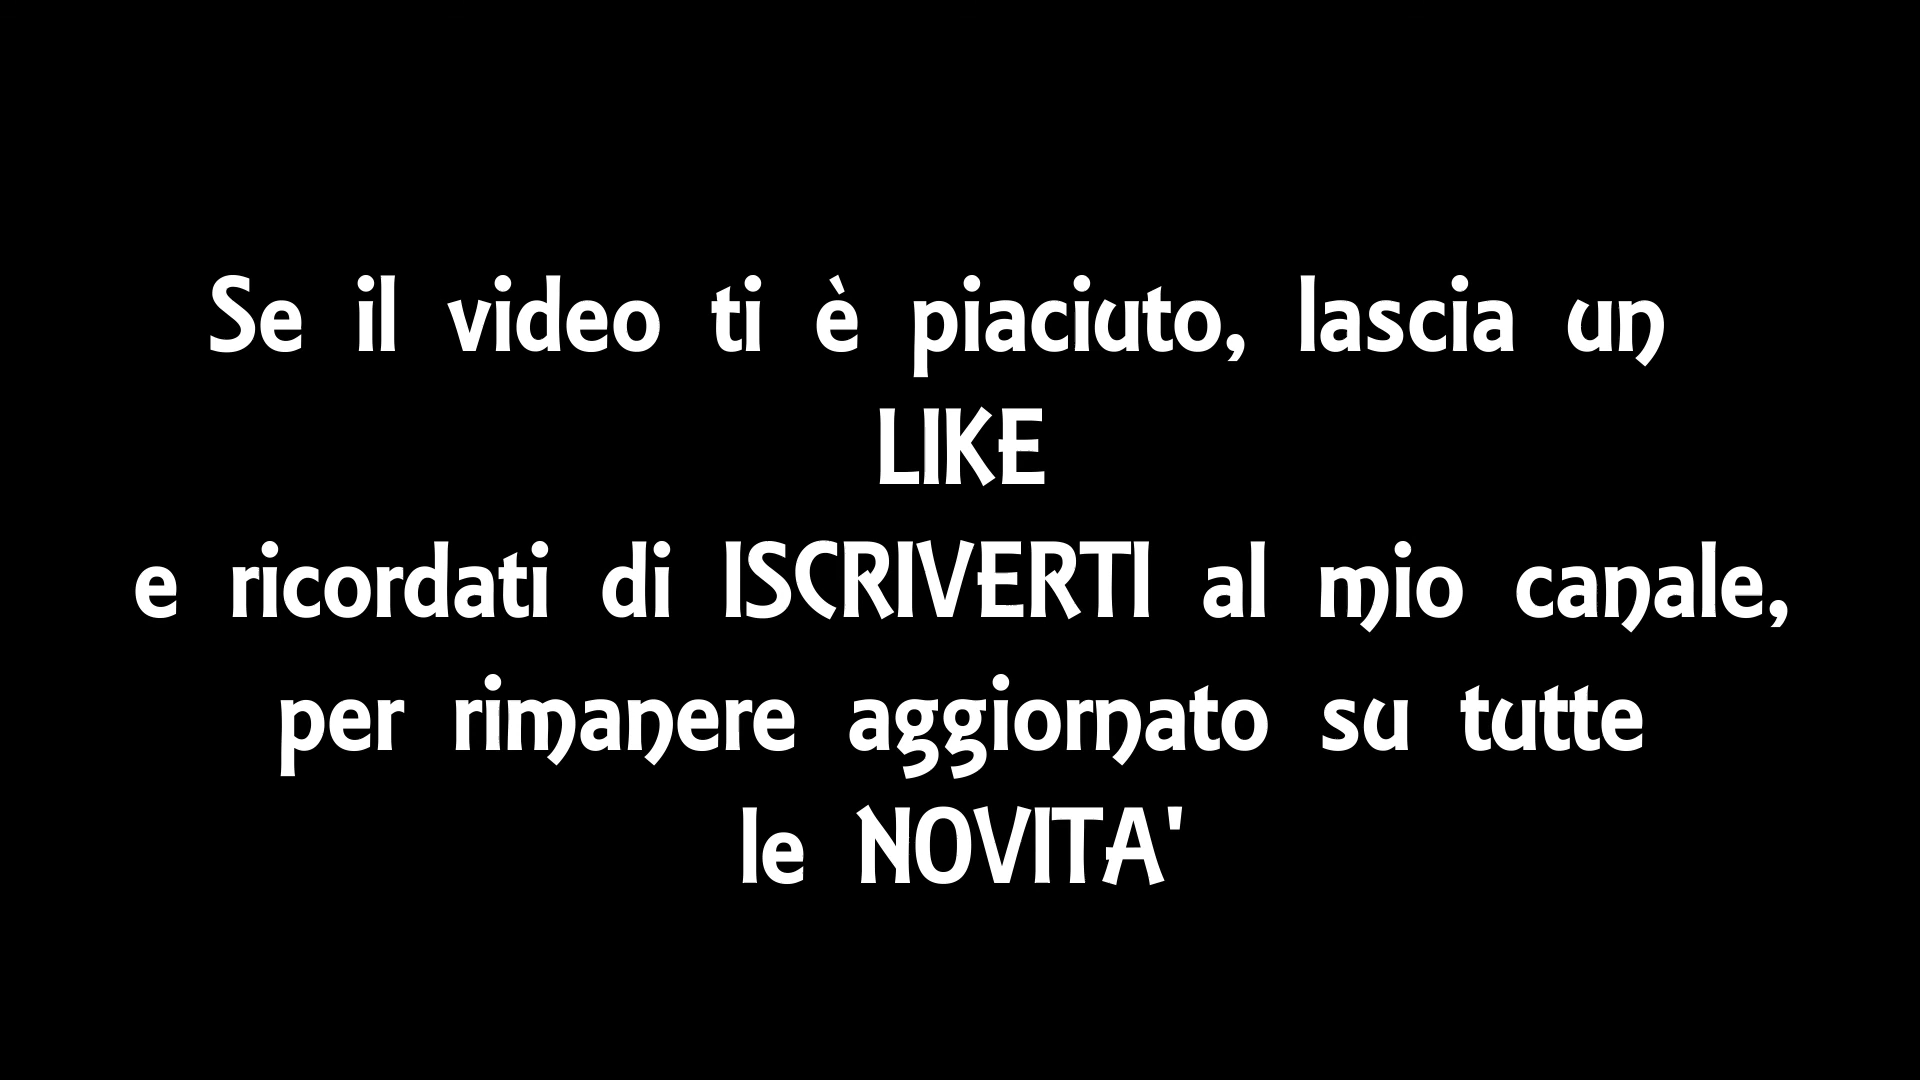 Se il video ti è piaciuto, lascia un
LIKE
e ricordati di ISCRIVERTI al mio canale,
per rimanere aggiornato su tutte
le NOVITA'